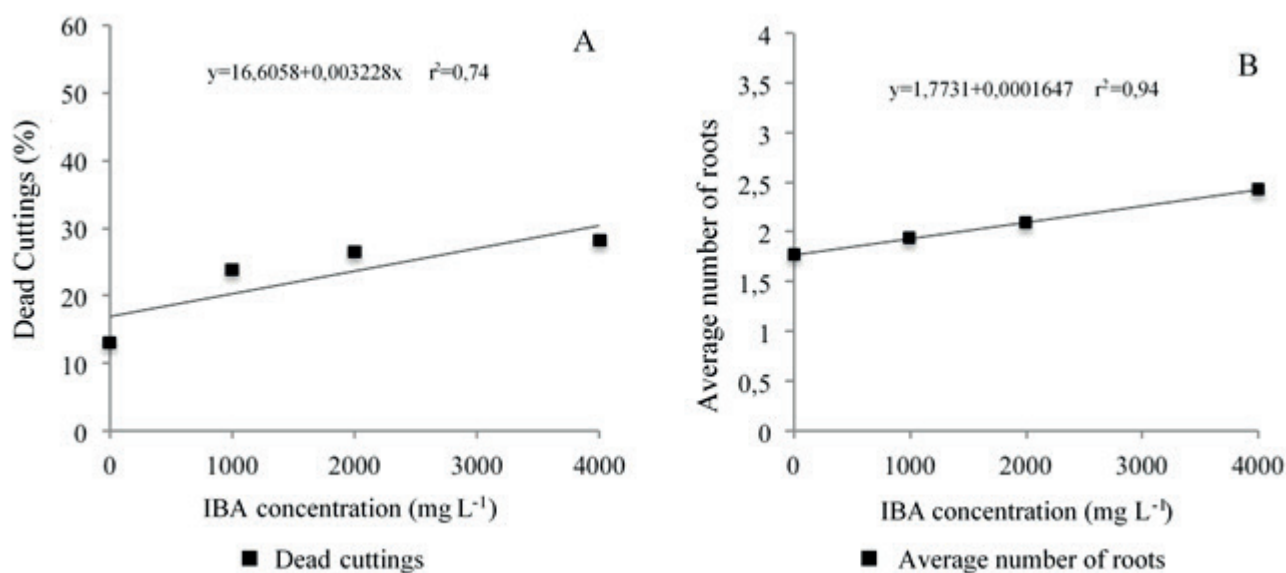 A
y=16,6058+0,003228x r²=0,74
Dead Cuttings (%)
60
50
40
30
20
10
0
0 1000 2000 3000 4000
IBA concentration (mg L⁻¹)
■ Dead cuttings
B
y=1,7731+0,0001647 r²=0,94
Average number of roots
4
3,5
3
2,5
2
1,5
1
0,5
0
0 1000 2000 3000 4000
IBA concentration (mg L⁻¹)
■ Average number of roots